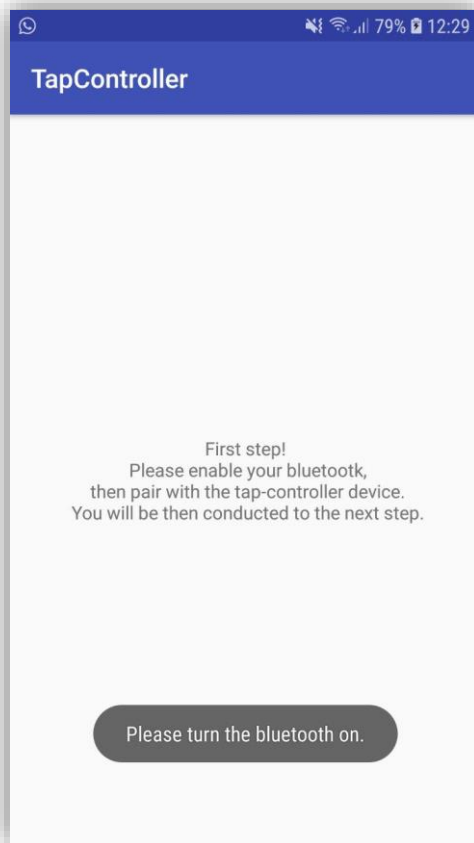 79% 12:29
TapController
First step!
Please enable your bluetootk,
then pair with the tap-controller device.
You will be then conducted to the next step.
Please turn the bluetooth on.